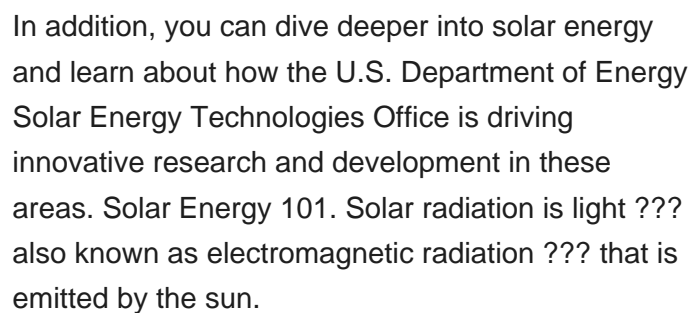 In addition, you can dive deeper into solar energy
and learn about how the U.S. Department of Energy
Solar Energy Technologies Office is driving
innovative research and development in these
areas. Solar Energy 101. Solar radiation is light ???
also known as electromagnetic radiation ??? that is
emitted by the sun.